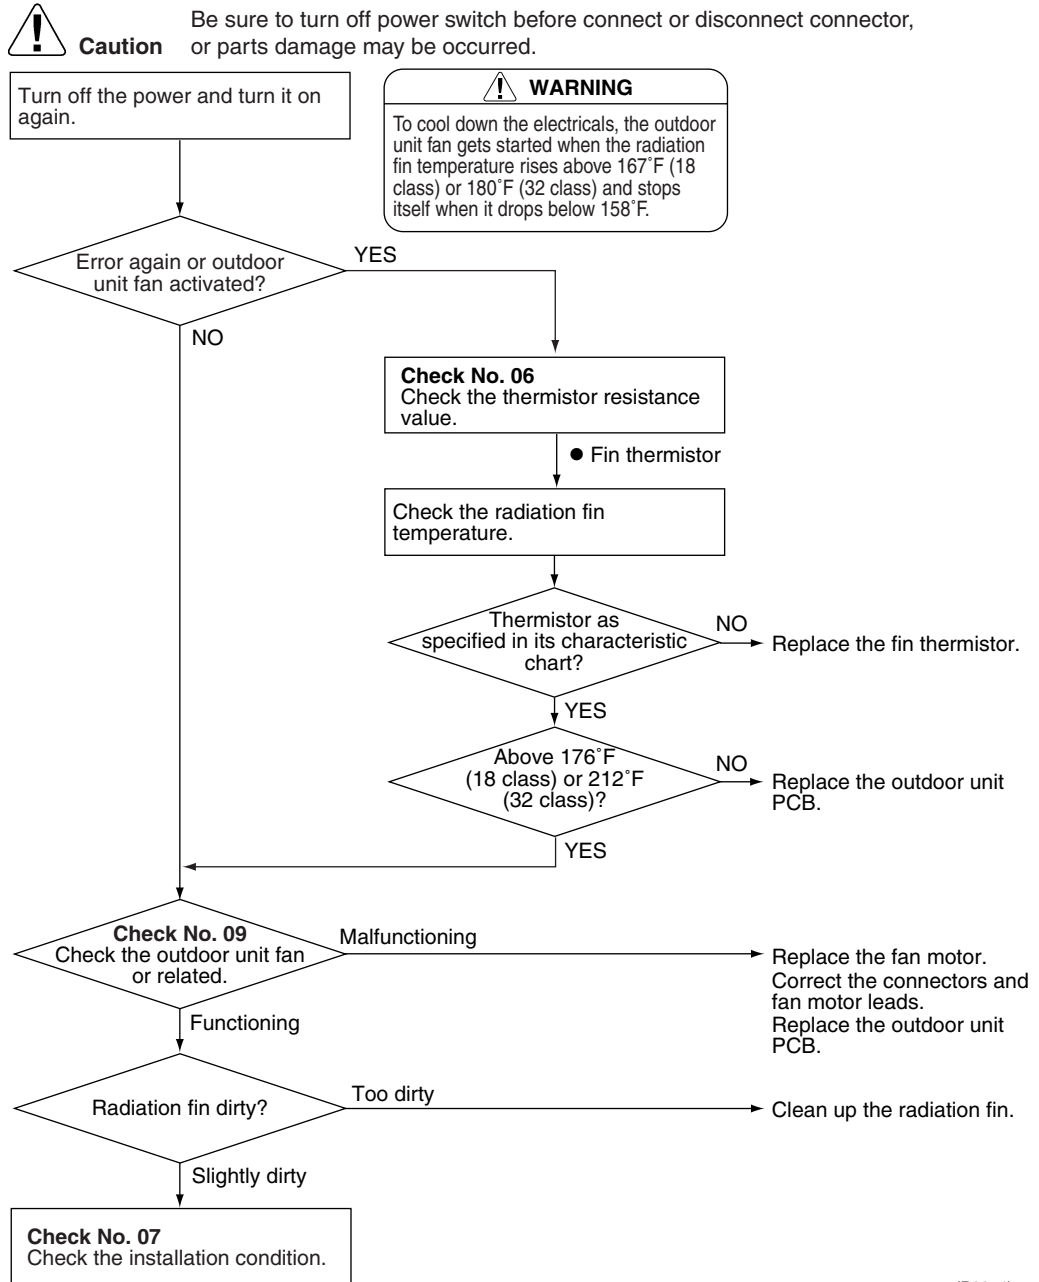 Be sure to turn off power switch before connect or disconnect connector,
Caution or parts damage may be occurred.
Turn off the power and turn it on
again.
WARNING
To cool down the electricals, the outdoor
unit fan gets started when the radiation
fin temperature rises above 167˚F (18
class) or 180˚F (32 class) and stops
itself when it drops below 158˚F.
Error again or outdoor
unit fan activated?
YES
NO
Check No. 06
Check the thermistor resistance
value.
● Fin thermistor
Check the radiation fin
temperature.
Thermistor as
specified in its characteristic
chart?
NO
Replace the fin thermistor.
YES
Above 176˚F
(18 class) or 212˚F
(32 class)?
NO
Replace the outdoor unit
PCB.
YES
Check No. 09
Check the outdoor unit fan
or related.
Malfunctioning
Replace the fan motor.
Correct the connectors and
fan motor leads.
Replace the outdoor unit
PCB.
Functioning
Radiation fin dirty?
Too dirty
Clean up the radiation fin.
Slightly dirty
Check No. 07
Check the installation condition.